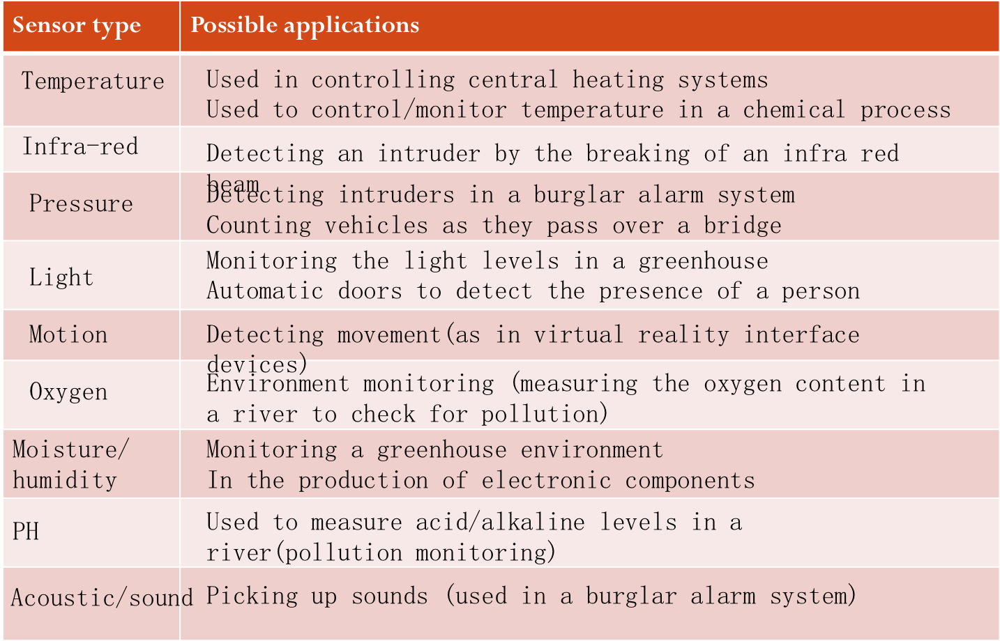 Sensor type
Possible applications
Temperature
Used in controlling central heating systems
Used to control/monitor temperature in a chemical process
Infra-red
Detecting an intruder by the breaking of an infra red
beam
Pressure
Detecting intruders in a burglar alarm system
Counting vehicles as they pass over a bridge
Light
Monitoring the light levels in a greenhouse
Automatic doors to detect the presence of a person
Motion
Detecting movement(as in virtual reality interface
devices)
Oxygen
Environment monitoring (measuring the oxygen content in
a river to check for pollution)
Moisture/
humidity
Monitoring a greenhouse environment
In the production of electronic components
PH
Used to measure acid/alkaline levels in a
river(pollution monitoring)
Acoustic/sound
Picking up sounds (used in a burglar alarm system)